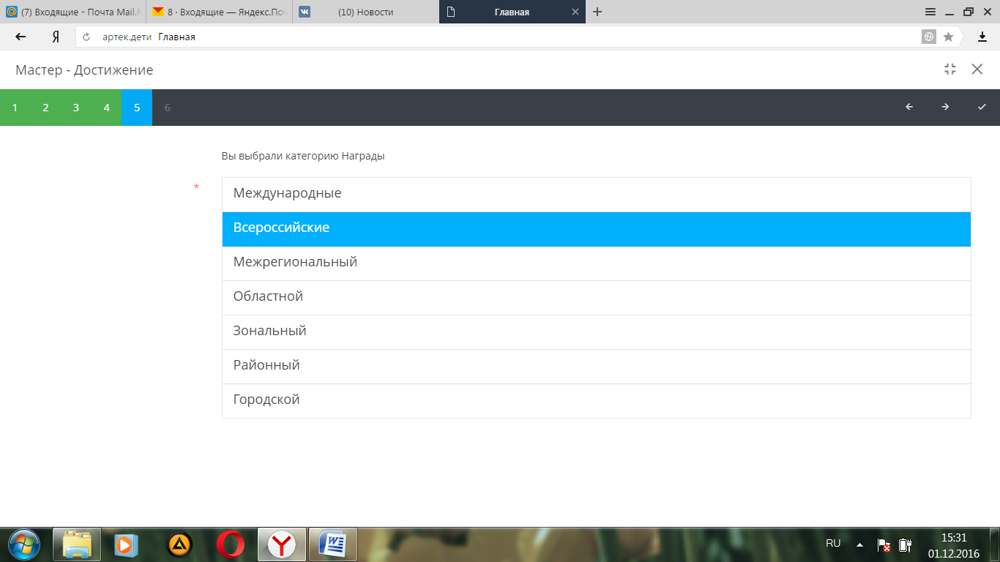 (7) Входящие - Почта Mail.R
8 · Входящие — Яндекс.Поч
(10) Новости
Главная
Я
артек.дети Главная
Мастер - Достижение
1 2 3 4 5 6
Вы выбрали категорию Награды
*
Международные
Всероссийские
Межрегиональный
Областной
Зональный
Районный
Городской
RU
15:31
01.12.2016